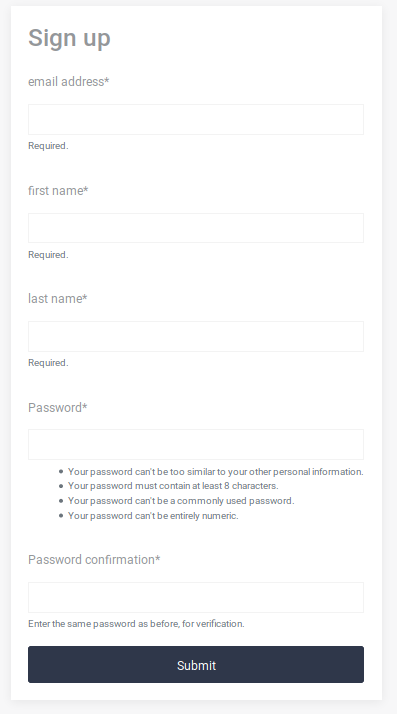 Sign up
email address*
Required.
first name*
Required.
last name*
Required.
Password*
Your password can't be too similar to your other personal information.
Your password must contain at least 8 characters.
Your password can't be a commonly used password.
Your password can't be entirely numeric.
Password confirmation*
Enter the same password as before, for verification.
Submit